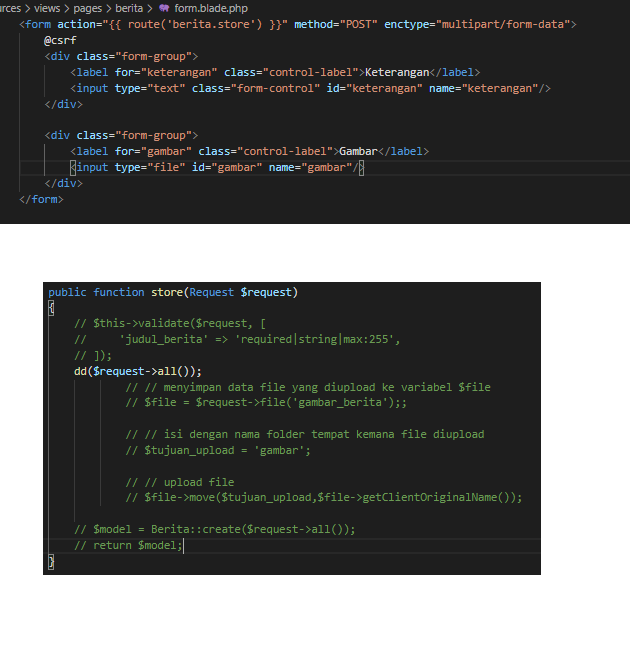 urces > views > pages > berita > form.blade.php
<form action="{{ route('berita.store') }}" method="POST" enctype="multipart/form-data">
@csrf
<div class="form-group">
<label for="keterangan" class="control-label">Keterangan</label>
<input type="text" class="form-control" id="keterangan" name="keterangan"/>
</div>
<div class="form-group">
<label for="gambar" class="control-label">Gambar</label>
<input type="file" id="gambar" name="gambar"/>
</div>
</form>
public function store(Request $request)
{
// $this->validate($request, [
//     'judul_berita' => 'required|string|max:255',
// ]);
dd($request->all());
// // menyimpan data file yang diupload ke variabel $file
// $file = $request->file('gambar_berita');;
// // isi dengan nama folder tempat kemana file diupload
// $tujuan_upload = 'gambar';
// // upload file
// $file->move($tujuan_upload,$file->getClientOriginalName());
// $model = Berita::create($request->all());
// return $model;
}